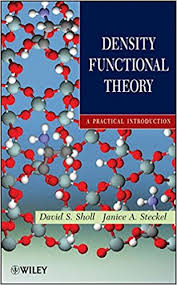 DENSITY
FUNCTIONAL
THEORY
A PRACTICAL INTRODUCTION
David S. Sholl Janice A. Steckel
WILEY